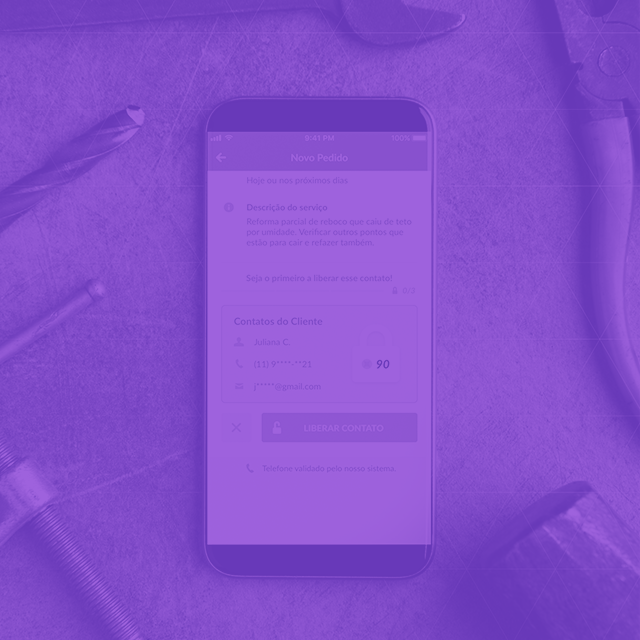 9:41 PM 100%
Novo Pedido
Hoje ou nos próximos dias
Descrição do serviço
Reforma parcial de reboco que caiu de teto
por umidade. Verificar outros pontos que
estão para cair e refazer também.
Seja o primeiro a liberar esse contato!
0/2
Contatos do Cliente
Juliana C.
(11) 9****-**21
90
j*****@gmail.com
LIBERAR CONTATO
Telefone validado pelo nosso sistema.